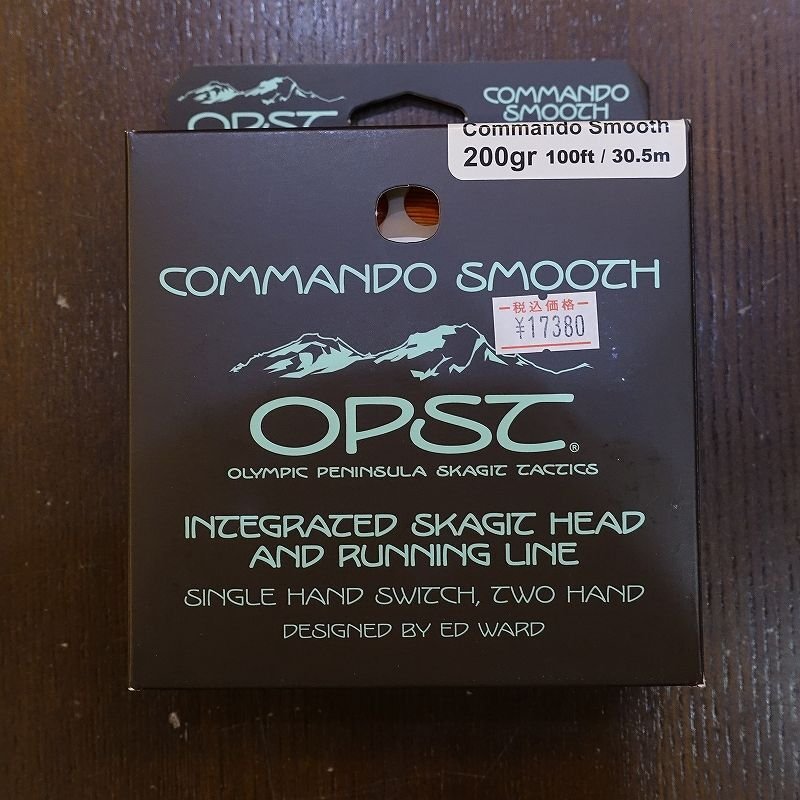 OPST
COMMANDO
SMOOTH
Commando Smooth
200gr 100ft / 30.5m
COMMANDO SMOOTH
税込価格
¥17380
OPST®
OLYMPIC PENINSULA SKAGIT TACTICS
INTEGRATED SKAGIT HEAD
AND RUNNING LINE
SINGLE HAND SWITCH, TWO HAND
DESIGNED BY ED WARD